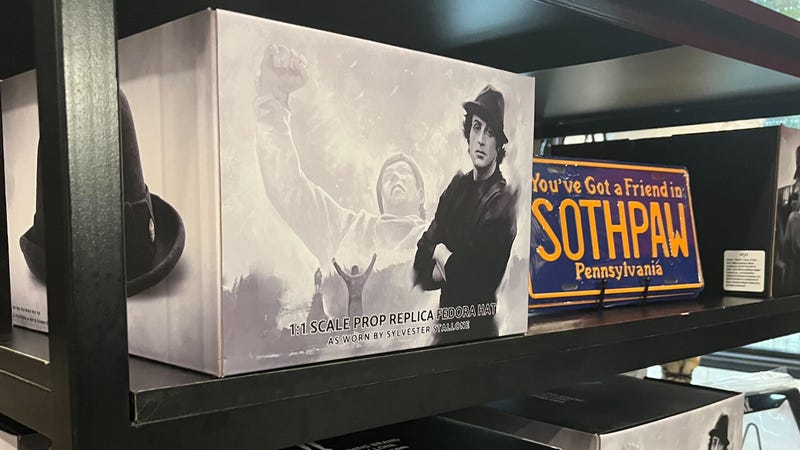 1:1 SCALE PROP REPLICA FEDORA HAT
AS WORN BY SYLVESTER STALLONE
You've Got a Friend in
SOTHPAW
Pennsylvania